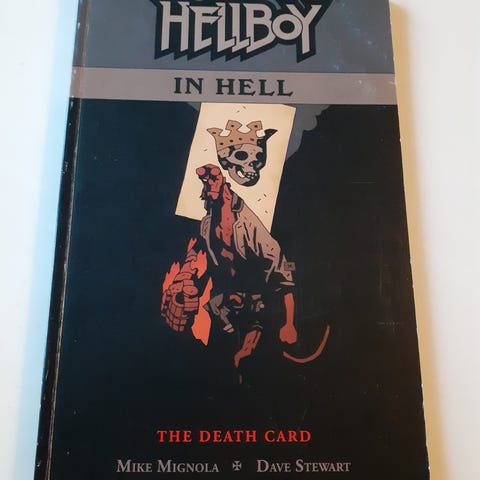 HELLBOY
IN HELL
THE DEATH CARD
MIKE MIGNOLA ✠ DAVE STEWART